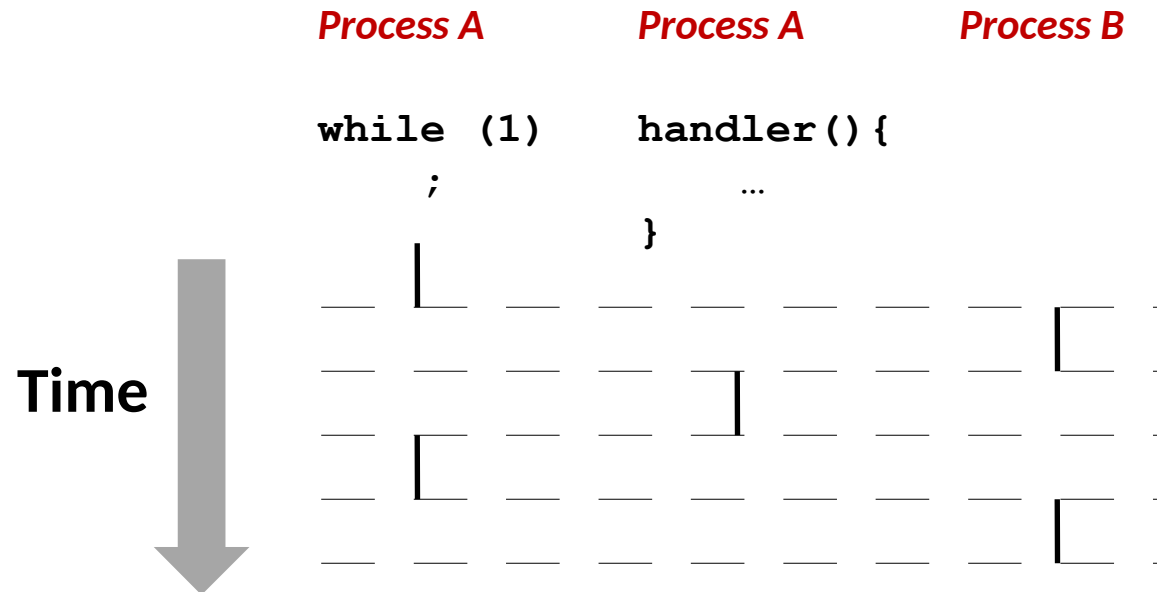 Process A Process A Process B
while (1) handler(){
; …
}
Time